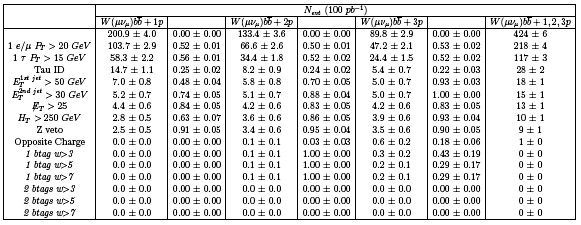 N_evt (100 pb⁻¹)
W(μν_μ)bb̄ + 1p W(μν_μ)bb̄ + 2p W(μν_μ)bb̄ + 3p W(μν_μ)bb̄ + 1,2,3p
200.9 ± 4.0 0.00 ± 0.00 133.4 ± 3.6 0.00 ± 0.00 89.8 ± 2.9 0.00 ± 0.00 424 ± 6
1 e/μ P_T > 20 GeV 103.7 ± 2.9 0.52 ± 0.01 66.6 ± 2.6 0.50 ± 0.01 47.2 ± 2.1 0.53 ± 0.02 218 ± 4
1 τ P_T > 15 GeV 58.3 ± 2.2 0.56 ± 0.01 34.4 ± 1.8 0.52 ± 0.02 24.4 ± 1.5 0.52 ± 0.02 117 ± 3
Tau ID 14.7 ± 1.1 0.25 ± 0.02 8.2 ± 0.9 0.24 ± 0.02 5.4 ± 0.7 0.22 ± 0.03 28 ± 2
E_T^{1st jet} > 50 GeV 7.0 ± 0.8 0.48 ± 0.04 5.8 ± 0.8 0.70 ± 0.05 5.0 ± 0.7 0.93 ± 0.03 18 ± 1
E_T^{2nd jet} > 30 GeV 5.2 ± 0.7 0.74 ± 0.05 5.1 ± 0.7 0.88 ± 0.04 5.0 ± 0.7 1.00 ± 0.00 15 ± 1
E̸_T > 25 4.4 ± 0.6 0.84 ± 0.05 4.2 ± 0.6 0.83 ± 0.05 4.2 ± 0.6 0.83 ± 0.05 13 ± 1
H_T > 250 GeV 2.8 ± 0.5 0.63 ± 0.07 3.6 ± 0.6 0.86 ± 0.05 3.9 ± 0.6 0.93 ± 0.04 10 ± 1
Z veto 2.5 ± 0.5 0.91 ± 0.05 3.4 ± 0.6 0.95 ± 0.04 3.5 ± 0.6 0.90 ± 0.05 9 ± 1
Opposite Charge 0.0 ± 0.0 0.00 ± 0.00 0.1 ± 0.1 0.03 ± 0.03 0.6 ± 0.2 0.18 ± 0.06 1 ± 0
1 btag w>3 0.0 ± 0.0 0.00 ± 0.00 0.1 ± 0.1 1.00 ± 0.00 0.3 ± 0.2 0.43 ± 0.19 0 ± 0
1 btag w>5 0.0 ± 0.0 0.00 ± 0.00 0.1 ± 0.1 1.00 ± 0.00 0.2 ± 0.1 0.29 ± 0.17 0 ± 0
1 btag w>7 0.0 ± 0.0 0.00 ± 0.00 0.1 ± 0.1 1.00 ± 0.00 0.2 ± 0.1 0.29 ± 0.17 0 ± 0
2 btags w>3 0.0 ± 0.0 0.00 ± 0.00 0.0 ± 0.0 0.00 ± 0.00 0.0 ± 0.0 0.00 ± 0.00 0 ± 0
2 btags w>5 0.0 ± 0.0 0.00 ± 0.00 0.0 ± 0.0 0.00 ± 0.00 0.0 ± 0.0 0.00 ± 0.00 0 ± 0
2 btags w>7 0.0 ± 0.0 0.00 ± 0.00 0.0 ± 0.0 0.00 ± 0.00 0.0 ± 0.0 0.00 ± 0.00 0 ± 0